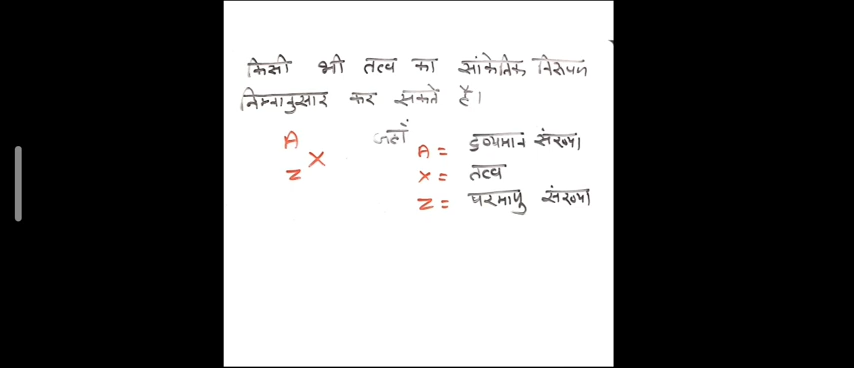 किसी भी तत्व का सांकेतिक निरूपण
निम्नानुसार कर सकते हैं।
A
X
Z
जहाँ
A = द्रव्यमान संख्या
X = तत्व
Z = परमाणु संख्या